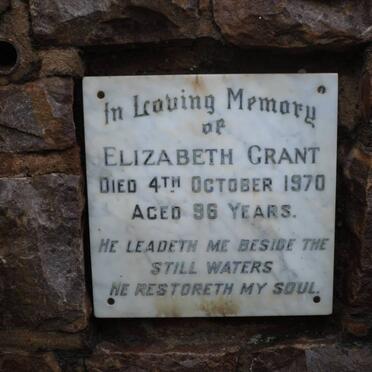 In Loving Memory
of
ELIZABETH GRANT
DIED 4TH OCTOBER 1970
AGED 96 YEARS.
HE LEADETH ME BESIDE THE
STILL WATERS
HE RESTORETH MY SOUL.